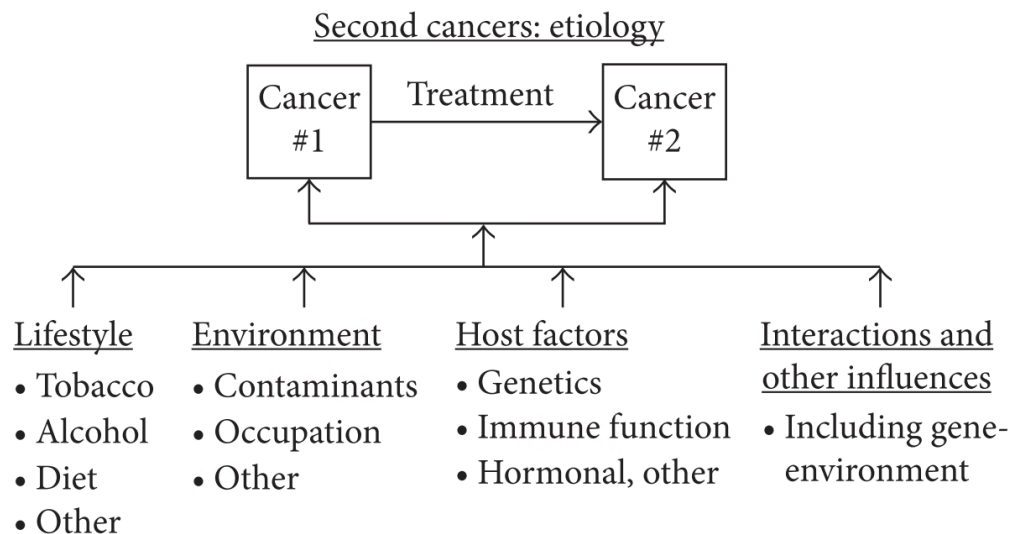 Second cancers: etiology
Cancer
#1
Treatment
Cancer
#2
Lifestyle
• Tobacco
• Alcohol
• Diet
• Other
Environment
• Contaminants
• Occupation
• Other
Host factors
• Genetics
• Immune function
• Hormonal, other
Interactions and
other influences
• Including gene-
environment